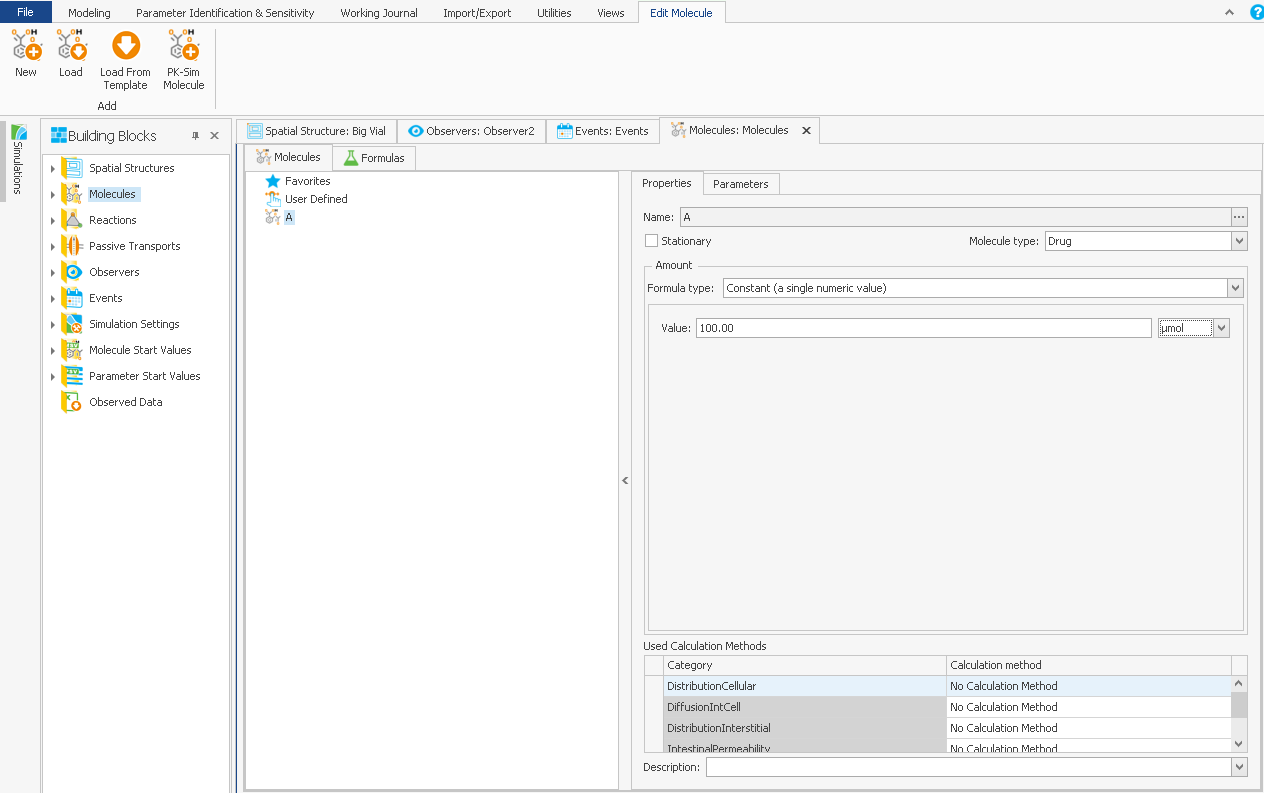 File Modeling Parameter Identification & Sensitivity Working Journal Import/Export Utilities Views Edit Molecule
New Load Load From Template PK-Sim Molecule
Add
Simulations
Building Blocks
Spatial Structures
Molecules
Reactions
Passive Transports
Observers
Events
Simulation Settings
Molecule Start Values
Parameter Start Values
Observed Data
Spatial Structure: Big Vial Observers: Observer2 Events: Events Molecules: Molecules
Molecules Formulas
Favorites
User Defined
A
Properties Parameters
Name: A
Stationary Molecule type: Drug
Amount
Formula type: Constant (a single numeric value)
Value: 100.00 µmol
Used Calculation Methods
Category Calculation method
DistributionCellular No Calculation Method
DiffusionIntCell No Calculation Method
DistributionInterstitial No Calculation Method
IntestinalPermeability No Calculation Method
Description: